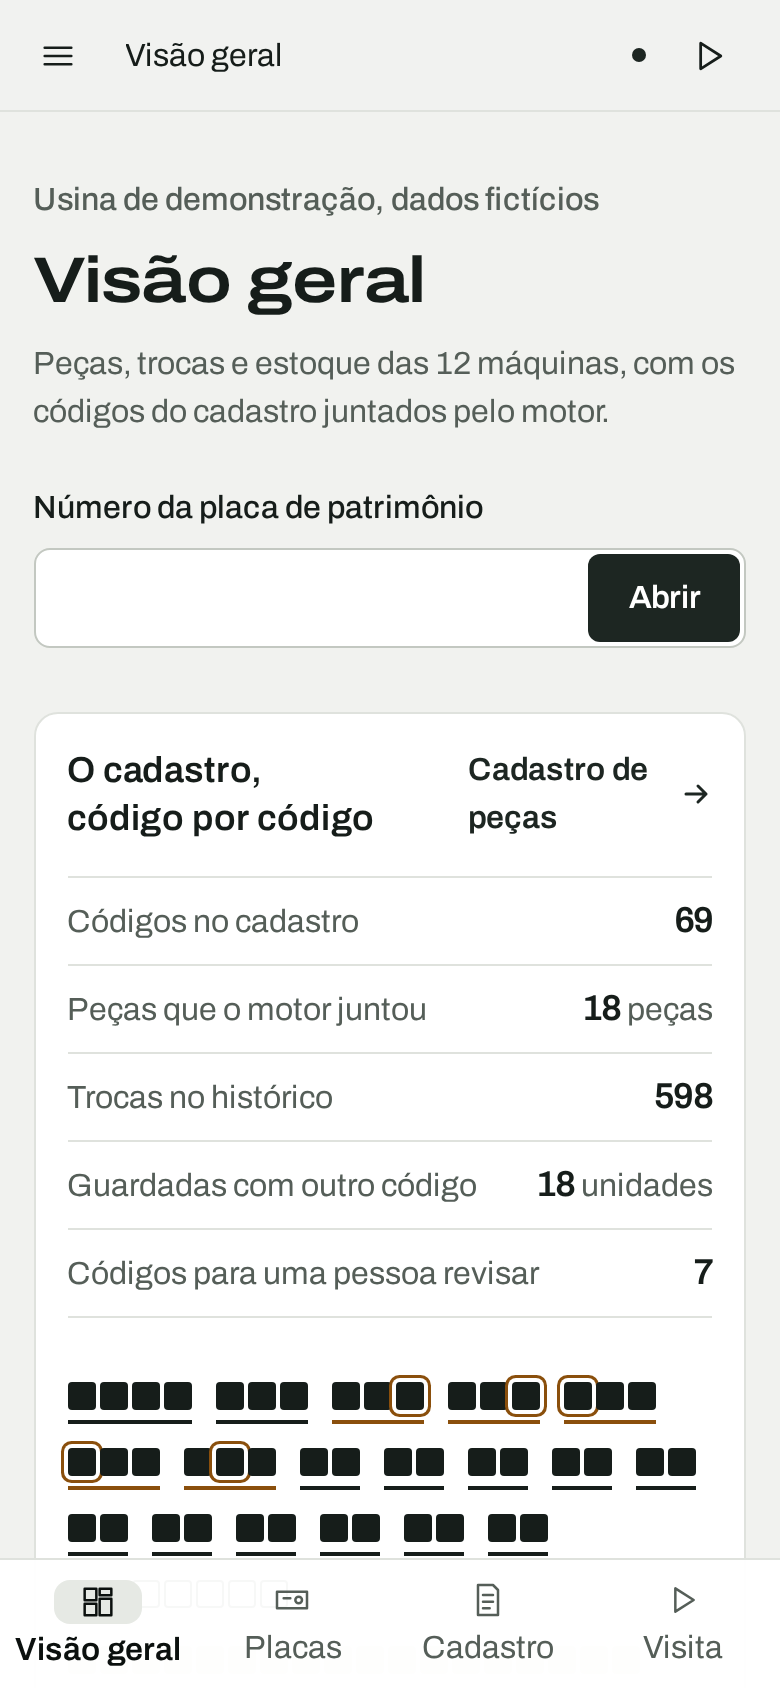 Visão geral
Usina de demonstração, dados fictícios
Visão geral
Peças, trocas e estoque das 12 máquinas, com os
códigos do cadastro juntados pelo motor.
Número da placa de patrimônio
Abrir
O cadastro,
código por código
Cadastro de
peças
Códigos no cadastro 69
Peças que o motor juntou 18 peças
Trocas no histórico 598
Guardadas com outro código 18 unidades
Códigos para uma pessoa revisar 7
Visão geral Placas Cadastro Visita